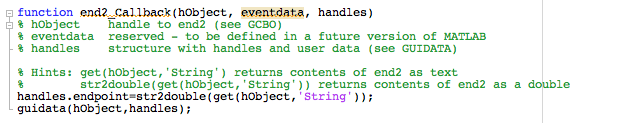 function end2_Callback(hObject, eventdata, handles)
% hObject    handle to end2 (see GCBO)
% eventdata  reserved - to be defined in a future version of MATLAB
% handles    structure with handles and user data (see GUIDATA)
% Hints: get(hObject,'String') returns contents of end2 as text
%        str2double(get(hObject,'String')) returns contents of end2 as a double
handles.endpoint=str2double(get(hObject,'String'));
guidata(hObject,handles);